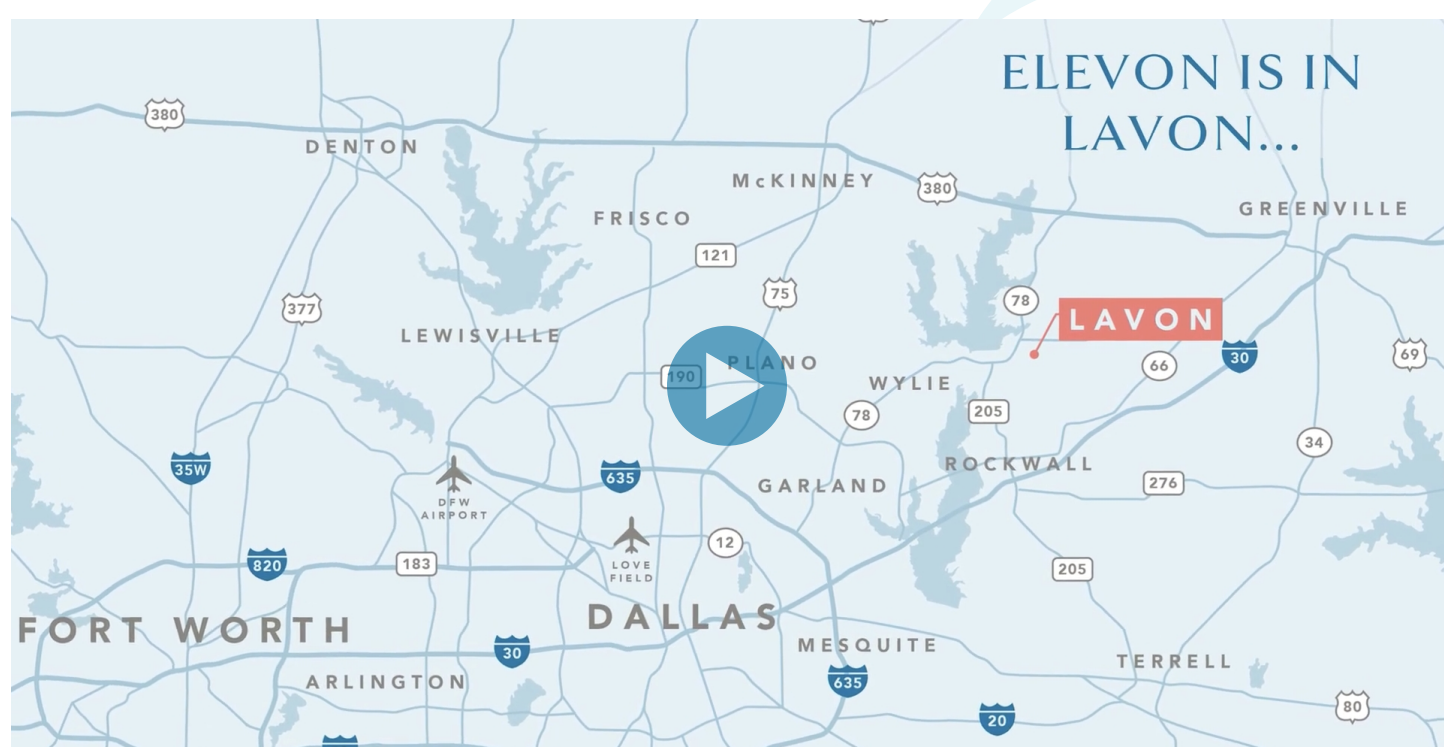 ELEVON IS IN
LAVON...
380
DENTON
McKINNEY
380
FRISCO
GREENVILLE
121
75
78
377
LAVON
LEWISVILLE
30
69
PLANO
66
190
WYLIE
78
205
34
35W
ROCKWALL
635
GARLAND
276
DFW
AIRPORT
12
820
183
LOVE
FIELD
205
DALLAS
FORT WORTH
30
MESQUITE
TERRELL
ARLINGTON
635
80
20